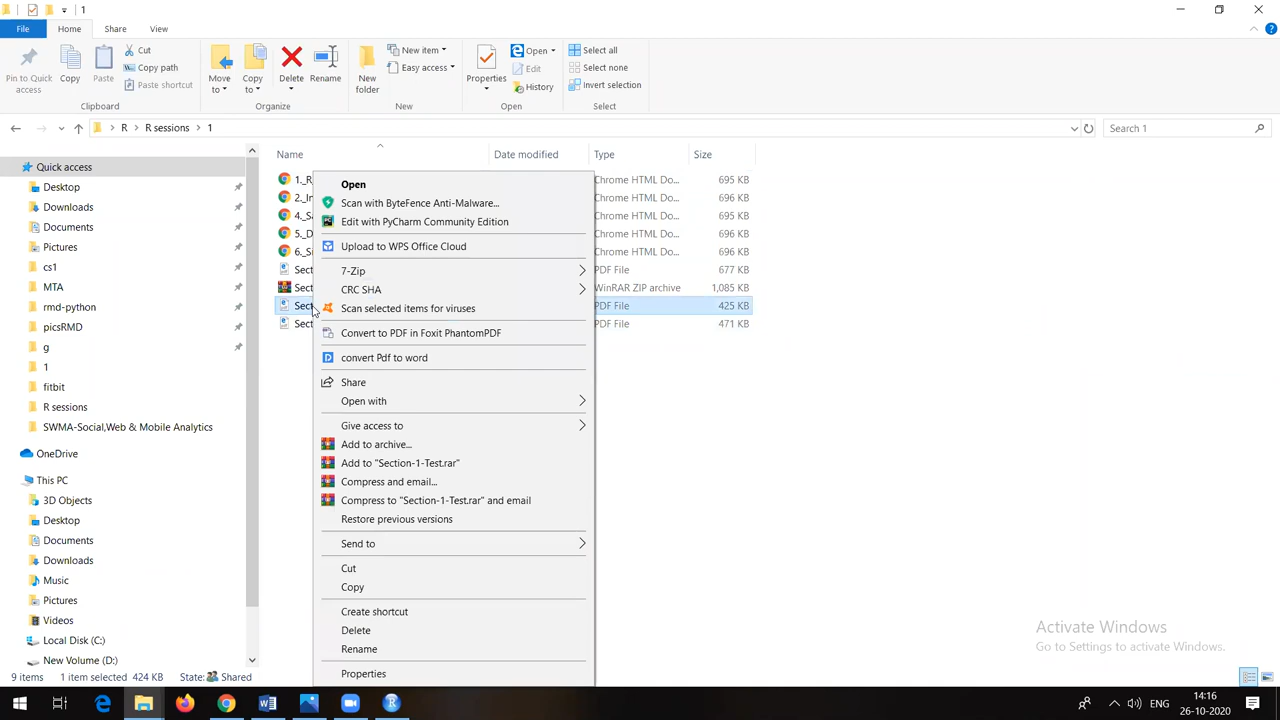 1
File Home Share View
Pin to Quick access
Copy
Paste
Cut
Copy path
Paste shortcut
Clipboard
Move to
Copy to
Delete
Rename
Organize
New folder
New item
Easy access
New
Properties
Open
Edit
History
Open
Select all
Select none
Invert selection
Select
R R sessions 1
Search 1
Name Date modified Type Size
Quick access
Desktop
Downloads
Documents
Pictures
cs1
MTA
rmd-python
picsRMD
g
1
fitbit
R sessions
SWMA-Social,Web & Mobile Analytics
OneDrive
This PC
3D Objects
Desktop
Documents
Downloads
Music
Pictures
Videos
Local Disk (C:)
New Volume (D:)
Chrome HTML Do... 695 KB
Chrome HTML Do... 696 KB
Chrome HTML Do... 696 KB
Chrome HTML Do... 696 KB
Chrome HTML Do... 696 KB
PDF File 677 KB
WinRAR ZIP archive 1,085 KB
PDF File 425 KB
PDF File 471 KB
Open
Scan with ByteFence Anti-Malware...
Edit with PyCharm Community Edition
Upload to WPS Office Cloud
7-Zip
CRC SHA
Scan selected items for viruses
Convert to PDF in Foxit PhantomPDF
convert Pdf to word
Share
Open with
Give access to
Add to archive...
Add to "Section-1-Test.rar"
Compress and email...
Compress to "Section-1-Test.rar" and email
Restore previous versions
Send to
Cut
Copy
Create shortcut
Delete
Rename
Properties
Activate Windows
Go to Settings to activate Windows.
9 items 1 item selected 424 KB State: Shared
ENG
14:16
26-10-2020